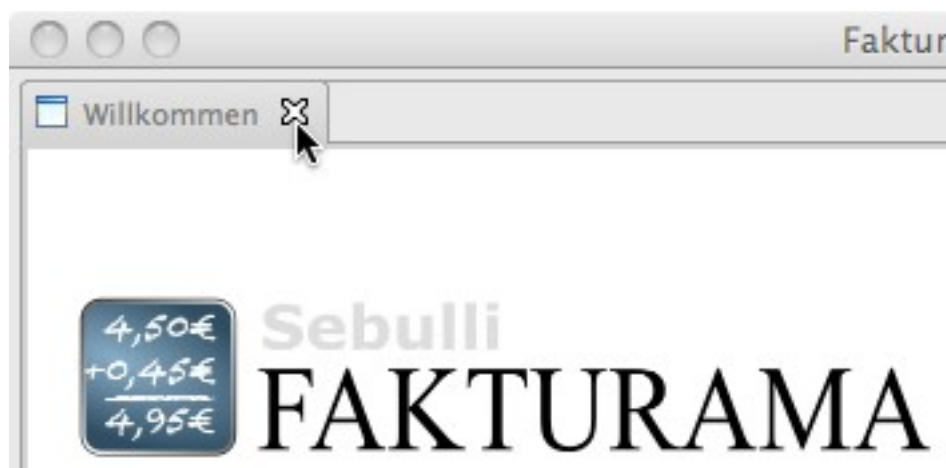 Faktur
Willkommen
4,50€
+0,45€
4,95€
Sebulli
FAKTURAMA